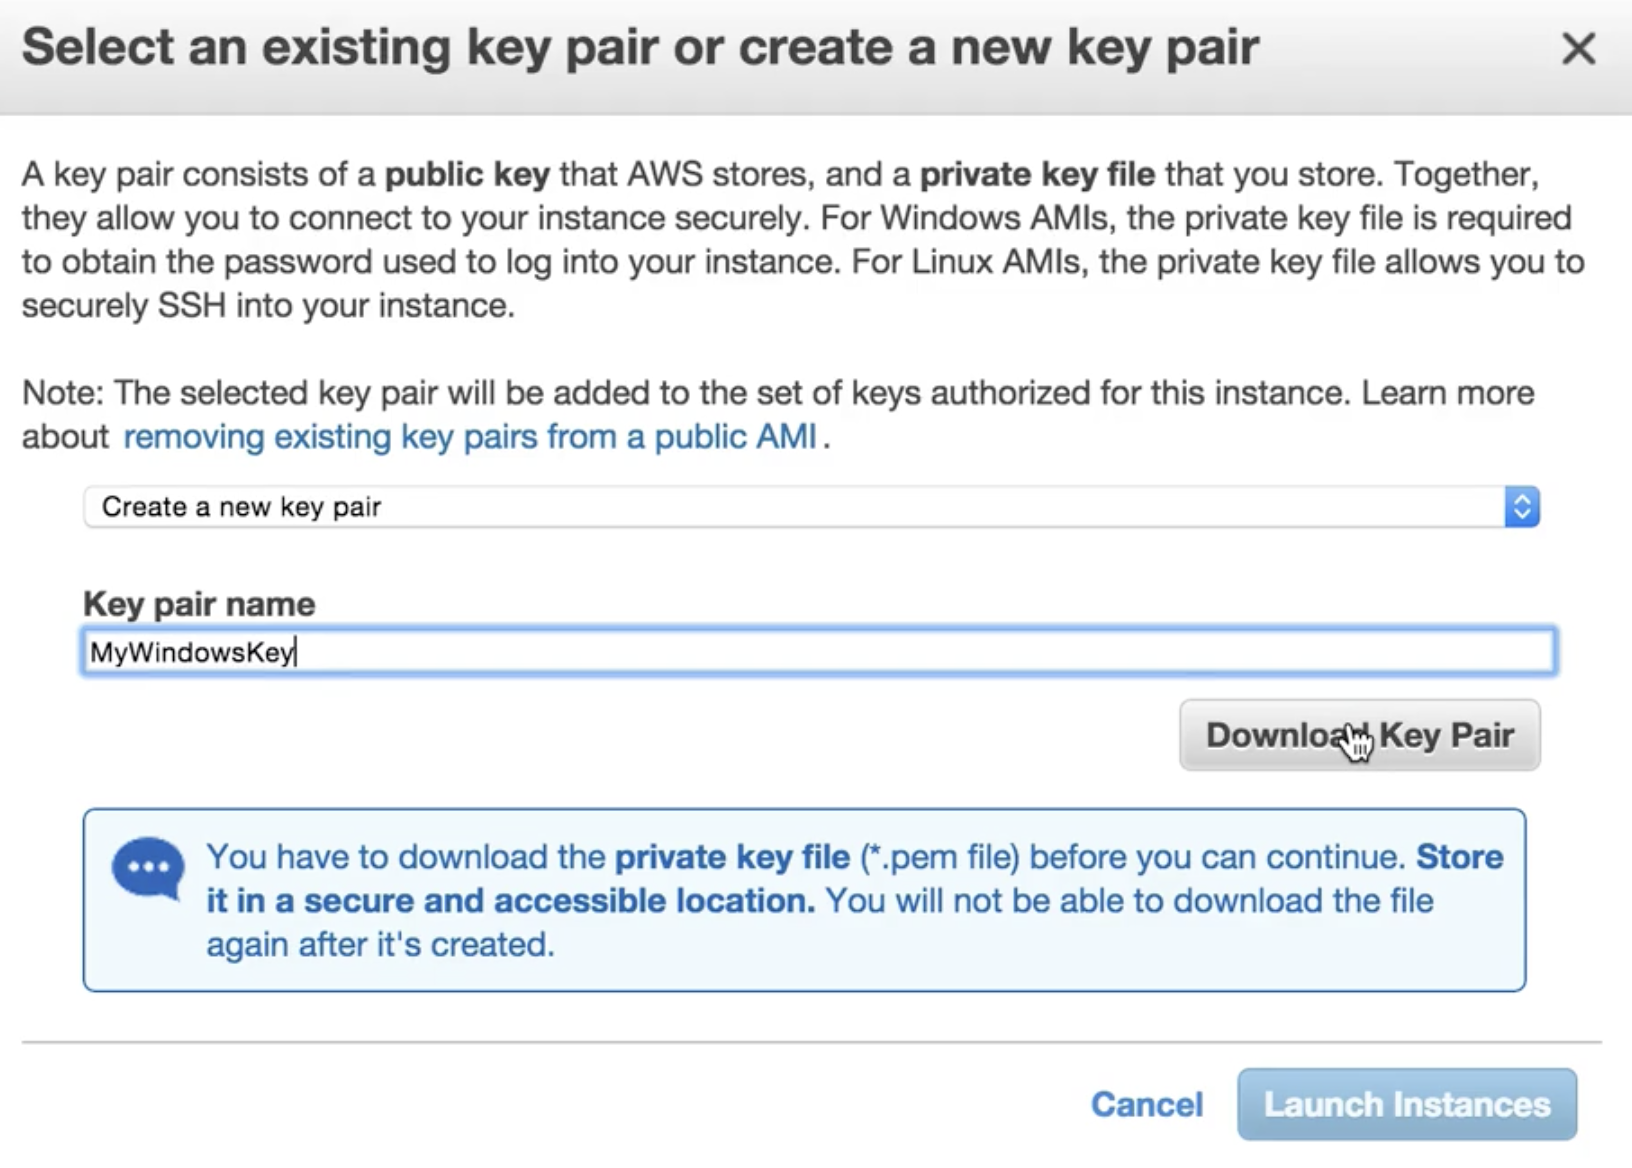 Select an existing key pair or create a new key pair
A key pair consists of a public key that AWS stores, and a private key file that you store. Together,
they allow you to connect to your instance securely. For Windows AMIs, the private key file is required
to obtain the password used to log into your instance. For Linux AMIs, the private key file allows you to
securely SSH into your instance.
Note: The selected key pair will be added to the set of keys authorized for this instance. Learn more
about removing existing key pairs from a public AMI .
Create a new key pair
Key pair name
MyWindowsKey
Download Key Pair
You have to download the private key file (*.pem file) before you can continue. Store
it in a secure and accessible location. You will not be able to download the file
again after it's created.
Cancel
Launch Instances